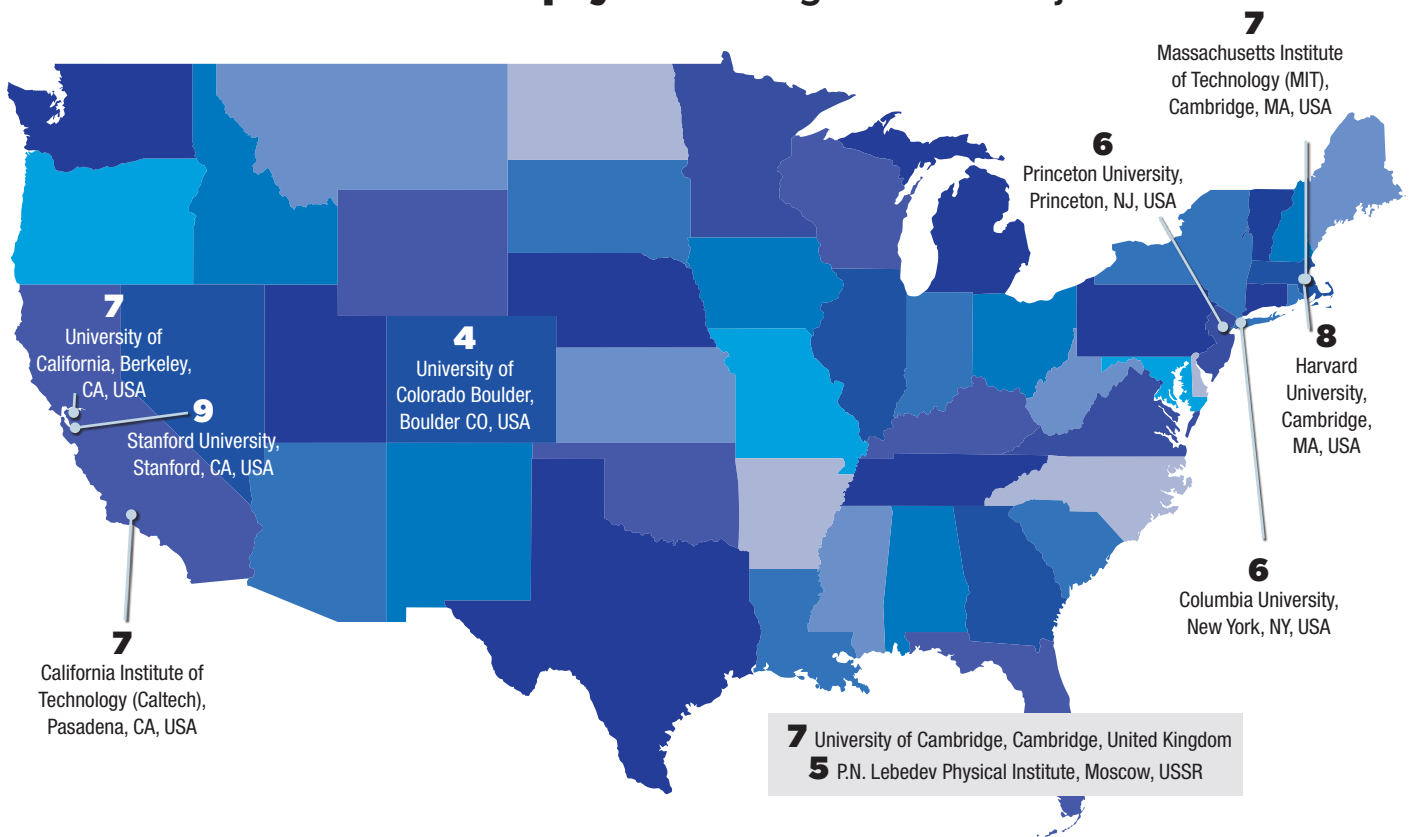 7
Massachusetts Institute
of Technology (MIT),
Cambridge, MA, USA
6
Princeton University,
Princeton, NJ, USA
7
University of
California, Berkeley,
CA, USA
9
Stanford University,
Stanford, CA, USA
4
University of
Colorado Boulder,
Boulder CO, USA
8
Harvard
University,
Cambridge,
MA, USA
6
Columbia University,
New York, NY, USA
7
California Institute of
Technology (Caltech),
Pasadena, CA, USA
7 University of Cambridge, Cambridge, United Kingdom
5 P.N. Lebedev Physical Institute, Moscow, USSR